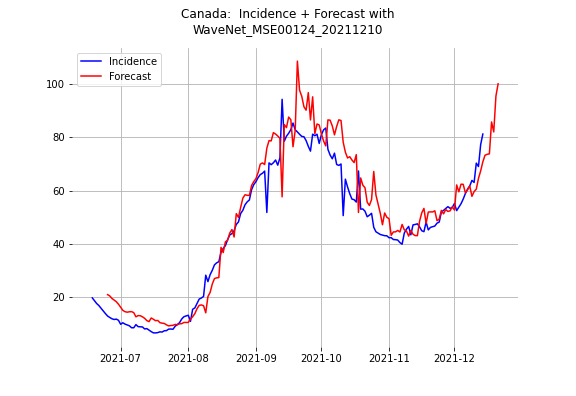 Canada:  Incidence + Forecast with
WaveNet_MSE00124_20211210
Incidence
Forecast
100
80
60
40
20
2021-07 2021-08 2021-09 2021-10 2021-11 2021-12